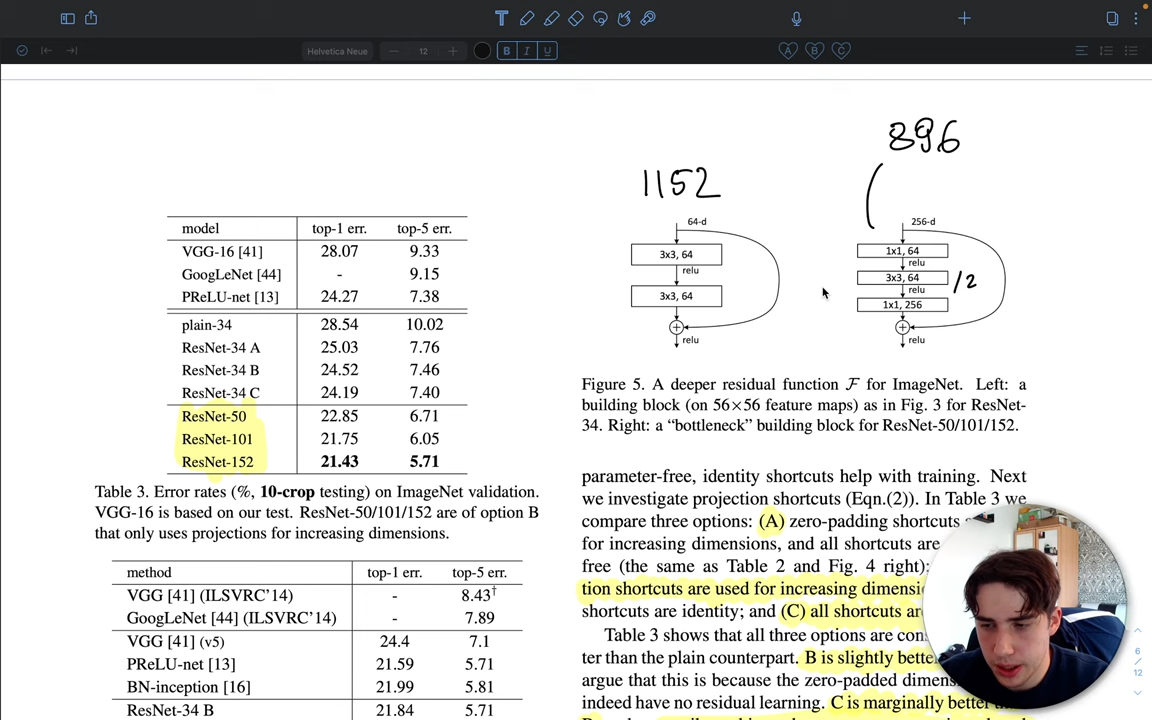 Helvetica Neue
12
B I U
A B C
896
1152
model top-1 err. top-5 err.
VGG-16 [41] 28.07 9.33
GoogLeNet [44] - 9.15
PReLU-net [13] 24.27 7.38
plain-34 28.54 10.02
ResNet-34 A 25.03 7.76
ResNet-34 B 24.52 7.46
ResNet-34 C 24.19 7.40
ResNet-50 22.85 6.71
ResNet-101 21.75 6.05
ResNet-152 21.43 5.71
Table 3. Error rates (%, 10-crop testing) on ImageNet validation.
VGG-16 is based on our test. ResNet-50/101/152 are of option B
that only uses projections for increasing dimensions.
method top-1 err. top-5 err.
VGG [41] (ILSVRC’14) - 8.43†
GoogLeNet [44] (ILSVRC’14) - 7.89
VGG [41] (v5) 24.4 7.1
PReLU-net [13] 21.59 5.71
BN-inception [16] 21.99 5.81
ResNet-34 B 21.84 5.71
64-d
3x3, 64
relu
3x3, 64
relu
256-d
1x1, 64
relu
3x3, 64 /2
relu
1x1, 256
relu
Figure 5. A deeper residual function F for ImageNet. Left: a
building block (on 56×56 feature maps) as in Fig. 3 for ResNet-
34. Right: a “bottleneck” building block for ResNet-50/101/152.
parameter-free, identity shortcuts help with training. Next
we investigate projection shortcuts (Eqn.(2)). In Table 3 we
compare three options: (A) zero-padding shortcuts
for increasing dimensions, and all shortcuts are
free (the same as Table 2 and Fig. 4 right);
tion shortcuts are used for increasing
shortcuts are identity; and (C) all shortcuts
Table 3 shows that all three options are
ter than the plain counterpart. B is slightly
argue that this is because the zero-padded
indeed have no residual learning. C is marginally better
6
/
12